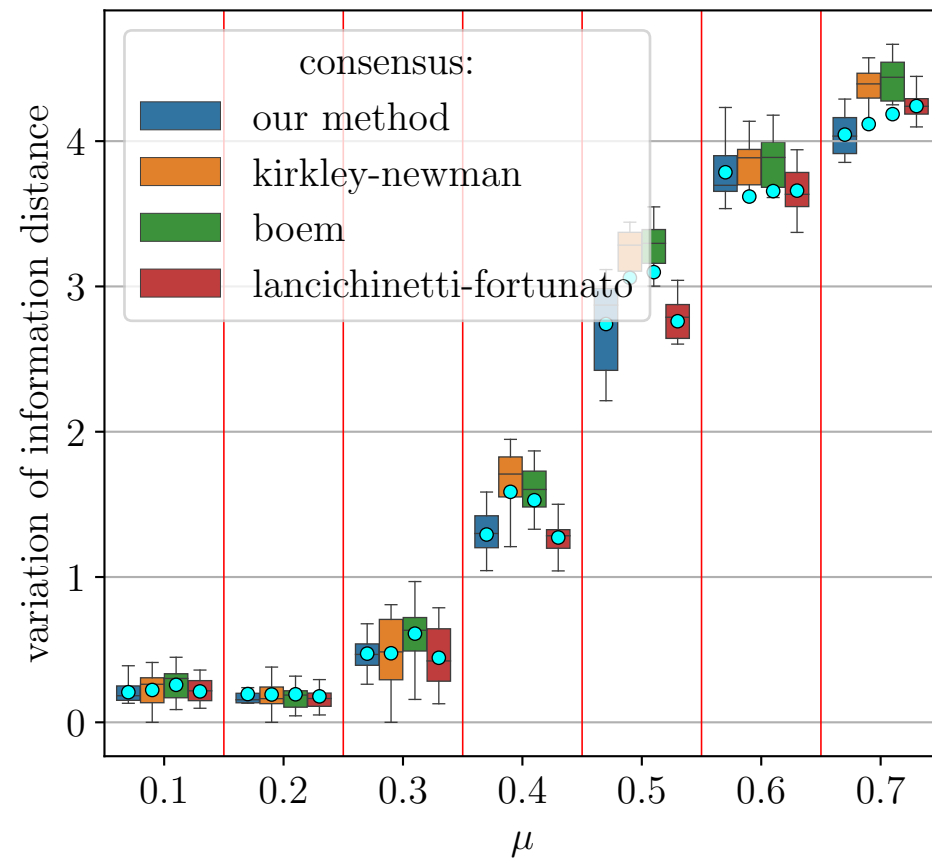 variation of information distance
4
3
2
1
0
consensus:
our method
kirkley-newman
boem
lancichinetti-fortunato
0.1 0.2 0.3 0.4 0.5 0.6 0.7
μ